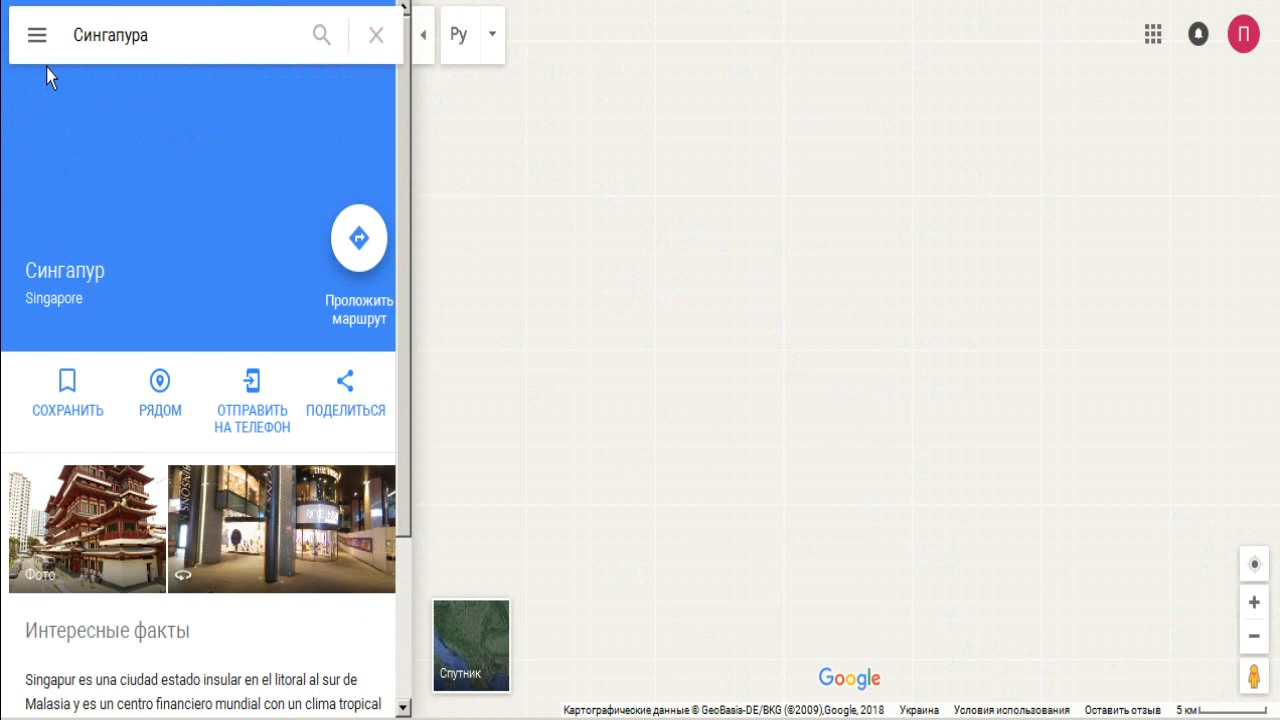 Сингапура
Ру
П
Сингапур
Singapore
Проложить
маршрут
СОХРАНИТЬ
РЯДОМ
ОТПРАВИТЬ
НА ТЕЛЕФОН
ПОДЕЛИТЬСЯ
Фото
Интересные факты
Singapur es una ciudad estado insular en el litoral al sur de
Malasia y es un centro financiero mundial con un clima tropical
Спутник
Google
Картографические данные © GeoBasis-DE/BKG (©2009),Google, 2018 Украина Условия использования Оставить отзыв 5 км